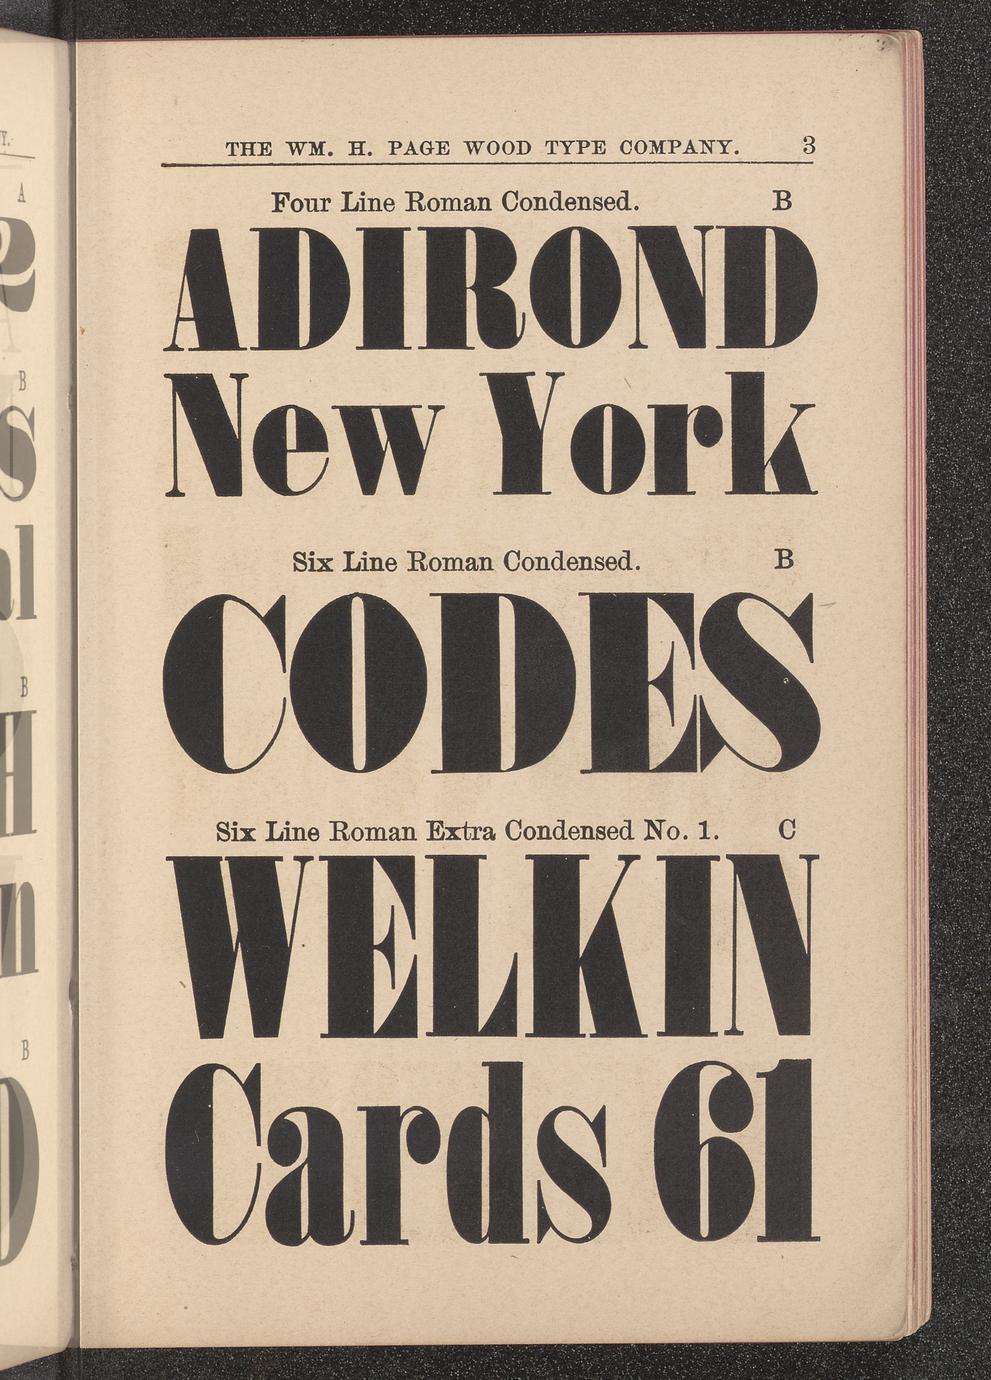 THE WM. H. PAGE WOOD TYPE COMPANY. 3
Four Line Roman Condensed. B
ADIROND
New York
Six Line Roman Condensed. B
CODES
Six Line Roman Extra Condensed No. 1. C
WELKIN
Cards 61